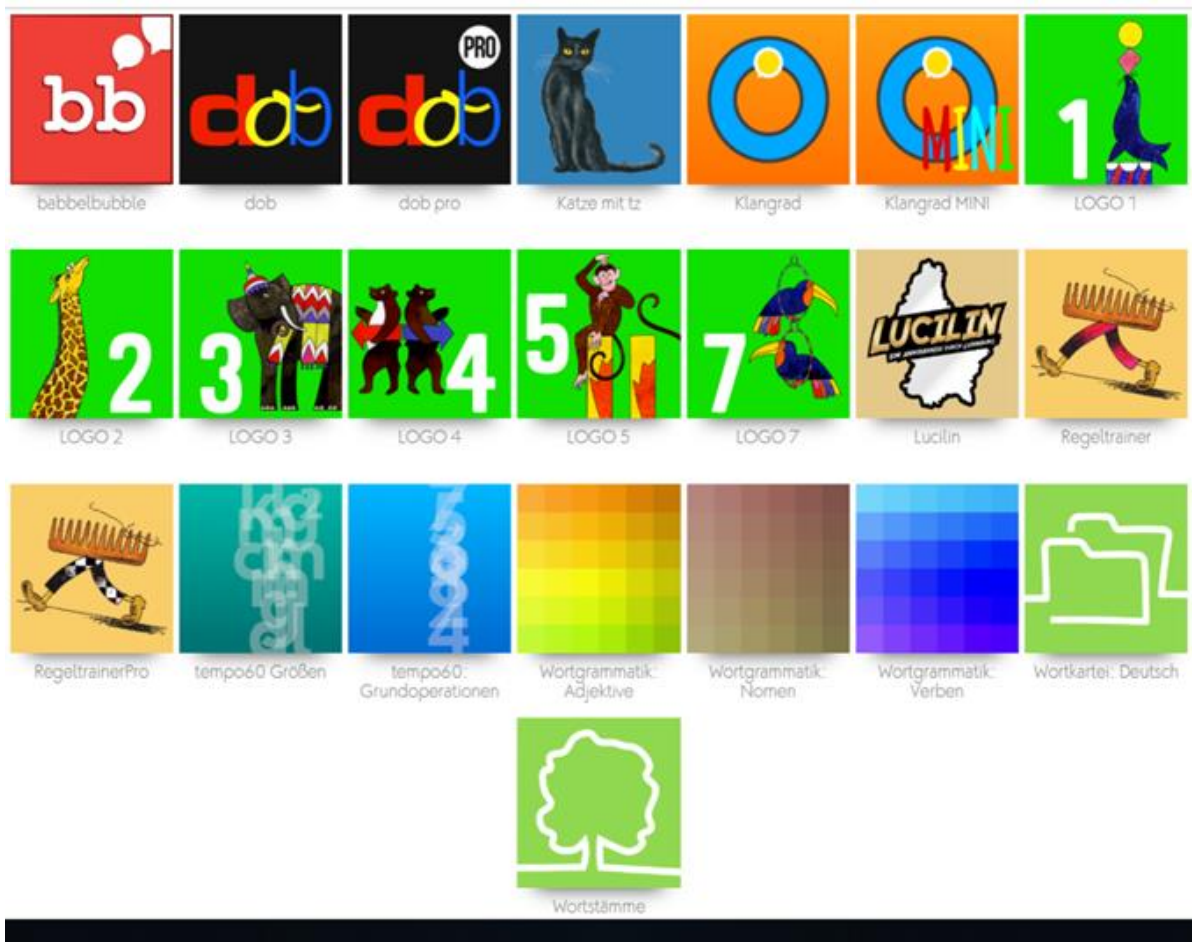 bb
dob
PRO
dob
MINI
1
babbelbubble
dob
dob pro
Katze mit tz
Klangrad
Klangrad MINI
LOGO 1
2
3
4
5
7
LUCILIN
LOGO 2
LOGO 3
LOGO 4
LOGO 5
LOGO 7
Lucilin
Regeltrainer
RegeltrainerPro
tempo60 Größen
tempo60:
Grundoperationen
Wortgrammatik:
Adjektive
Wortgrammatik:
Nomen
Wortgrammatik:
Verben
Wortkartei: Deutsch
Wortstämme